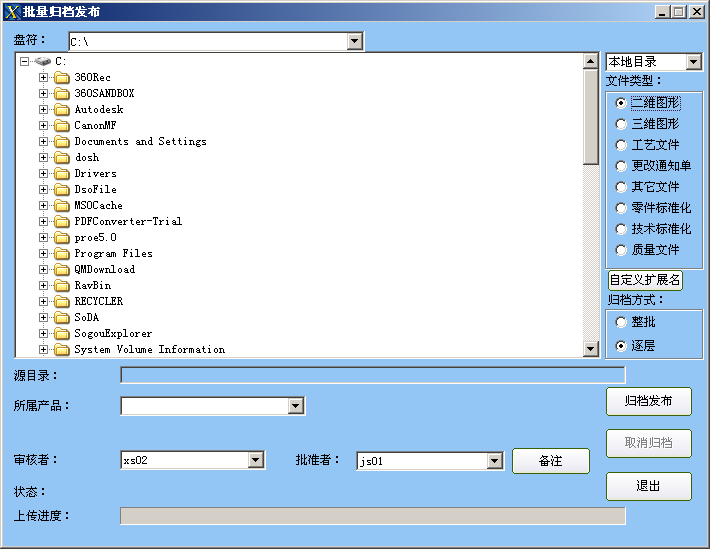 批量归档发布
盘符：
C:\
本地目录
C:
360Rec
360SANDBOX
Autodesk
CanonMF
Documents and Settings
dosh
Drivers
DsoFile
MSOCache
PDFConverter-Trial
proe5.0
Program Files
QMDownload
RavBin
RECYCLER
SoDA
SogouExplorer
System Volume Information
文件类型：
二维图形
三维图形
工艺文件
更改通知单
其它文件
零件标准化
技术标准化
质量文件
自定义扩展名
归档方式：
整批
逐层
源目录：
所属产品：
归档发布
取消归档
审核者：
xs02
批准者：
js01
备注
退出
状态：
上传进度：